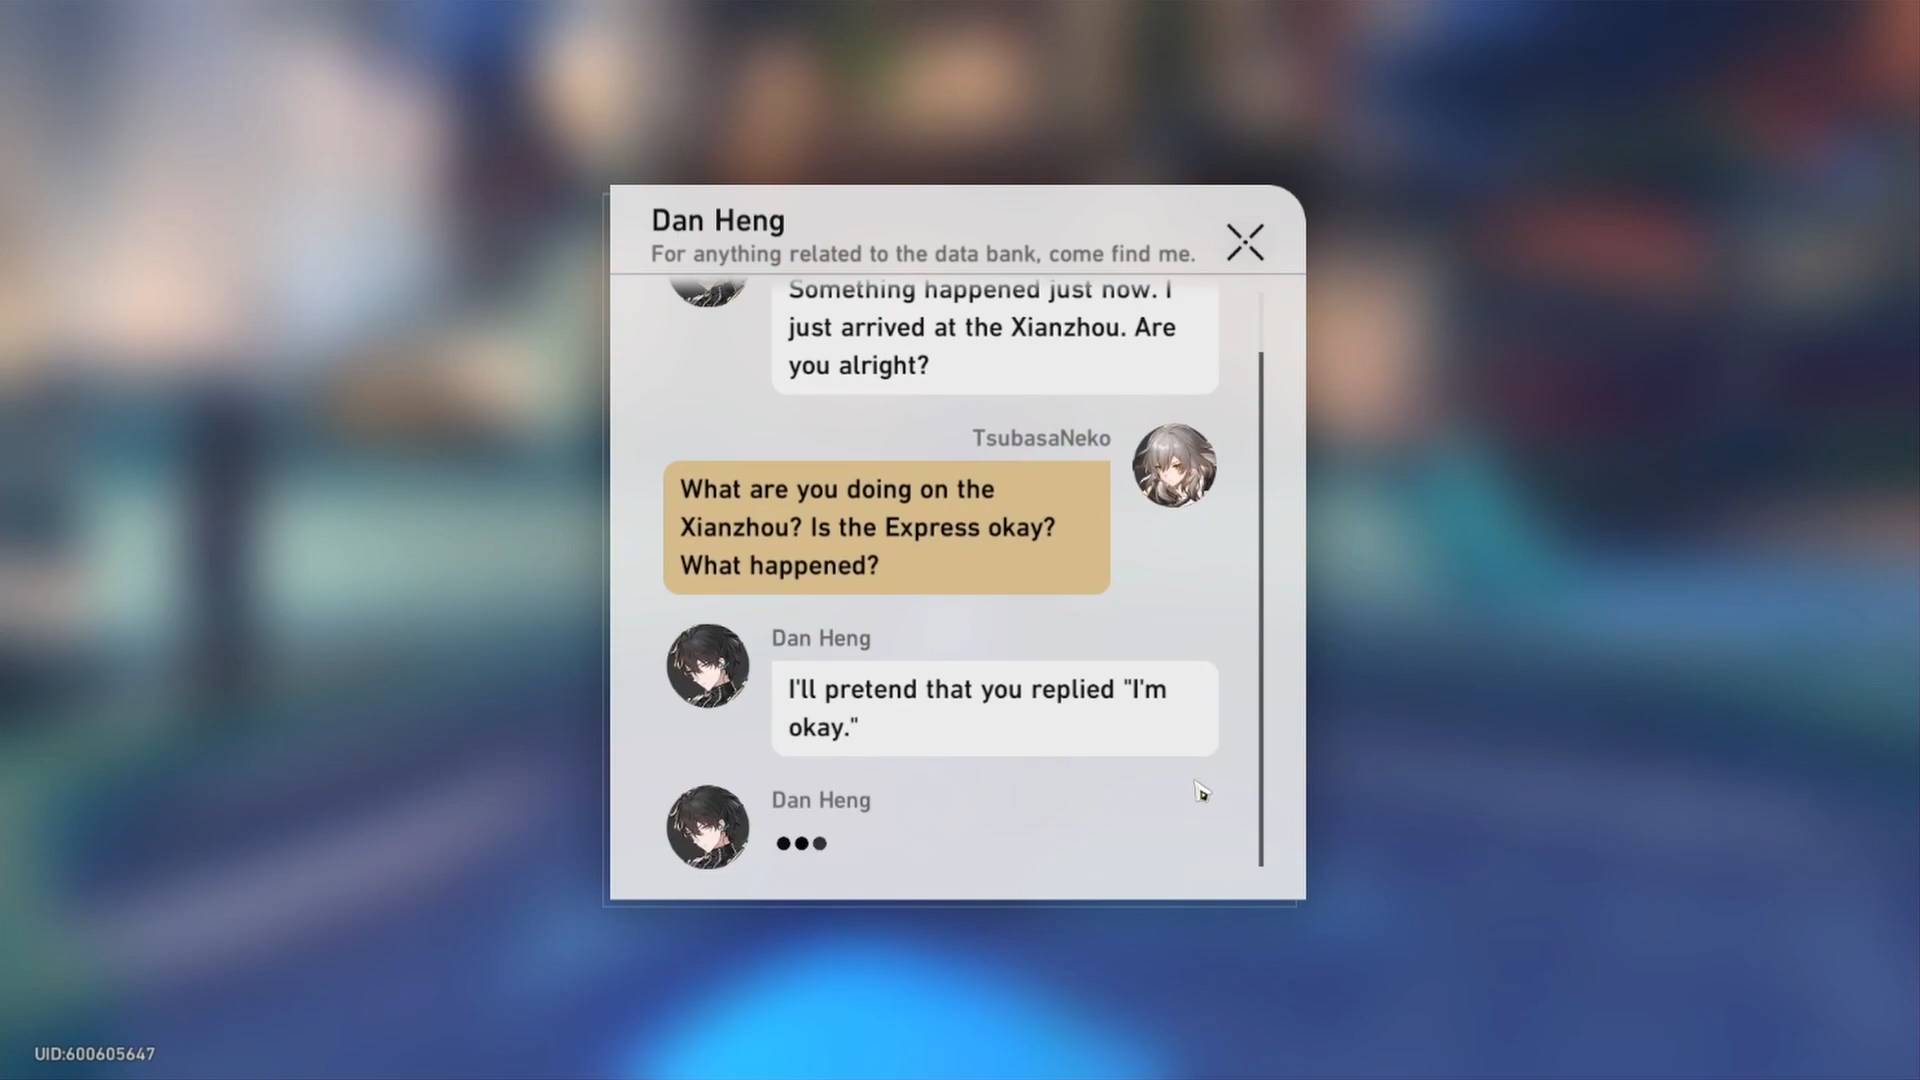 Dan Heng
For anything related to the data bank, come find me.
Something happened just now. I
just arrived at the Xianzhou. Are
you alright?
TsubasaNeko
What are you doing on the
Xianzhou? Is the Express okay?
What happened?
Dan Heng
I'll pretend that you replied "I'm
okay."
Dan Heng
UID:600605647